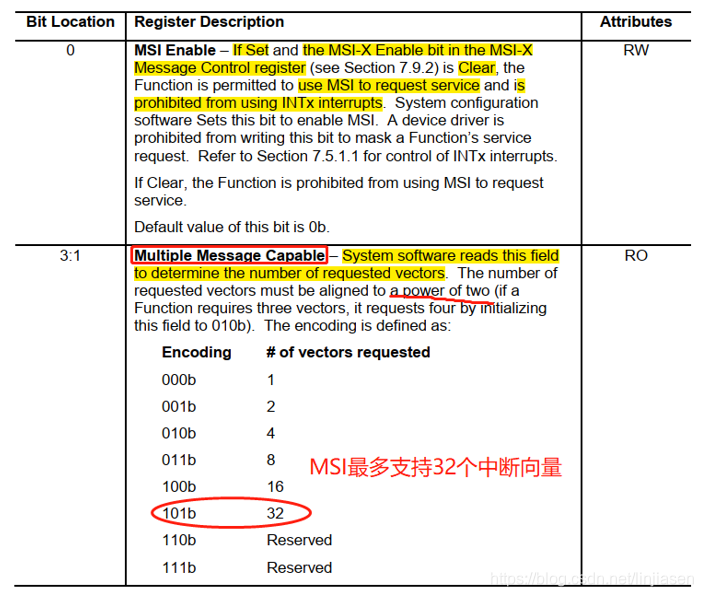 Bit Location Register Description Attributes
0 MSI Enable – If Set and the MSI-X Enable bit in the MSI-X RW
Message Control register (see Section 7.9.2) is Clear, the
Function is permitted to use MSI to request service and is
prohibited from using INTx interrupts. System configuration
software Sets this bit to enable MSI. A device driver is
prohibited from writing this bit to mask a Function's service
request. Refer to Section 7.5.1.1 for control of INTx interrupts.
If Clear, the Function is prohibited from using MSI to request
service.
Default value of this bit is 0b.
3:1 Multiple Message Capable – System software reads this field RO
to determine the number of requested vectors. The number of
requested vectors must be aligned to a power of two (if a
Function requires three vectors, it requests four by initializing
this field to 010b). The encoding is defined as:
Encoding # of vectors requested
000b 1
001b 2
010b 4
011b 8
MSI最多支持32个中断向量
100b 16
101b 32
110b Reserved
111b Reserved
https://blog.csdn.net/linjiasen